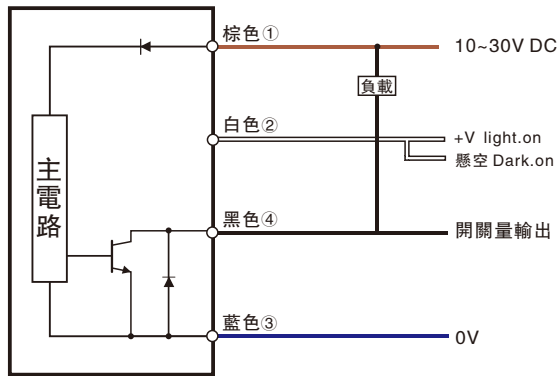 棕色①
10~30V DC
負載
白色②
+V light.on
懸空 Dark.on
主電路
黑色④
開關量輸出
藍色③
0V